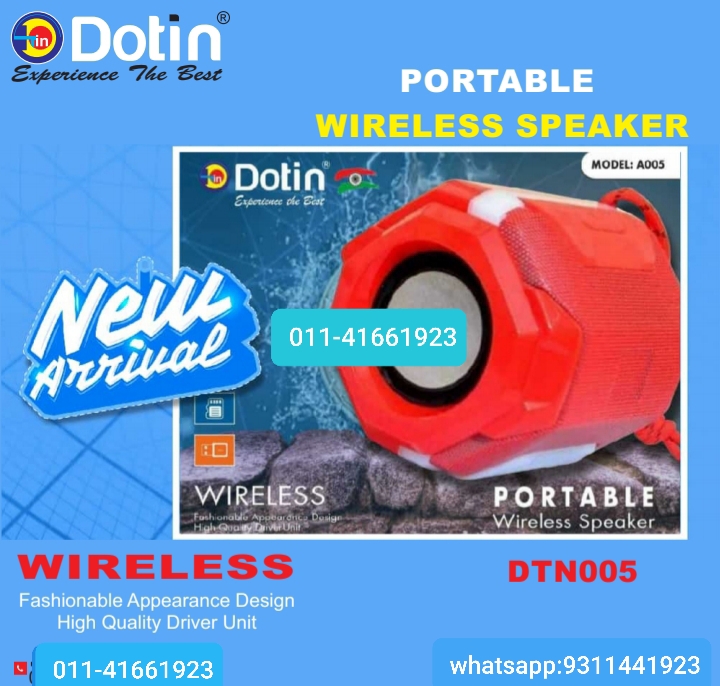 in Dotin®
Experience The Best
PORTABLE
WIRELESS SPEAKER
in Dotin®
Experience the Best
MODEL: A005
New
Arrival
011-41661923
WIRELESS
Fashionable Appearance Design
High Quality Driver Unit
PORTABLE
Wireless Speaker
WIRELESS
DTN005
Fashionable Appearance Design
High Quality Driver Unit
011-41661923
whatsapp:9311441923